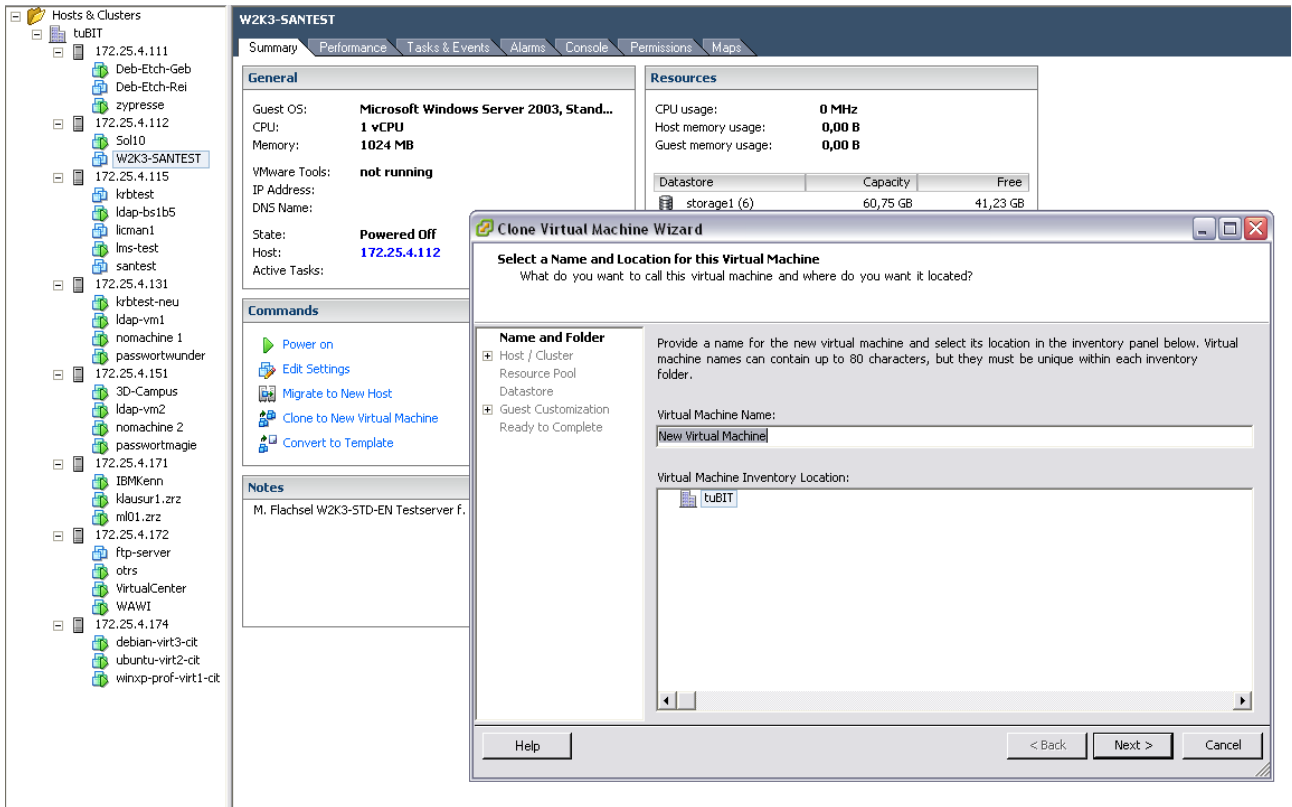 Hosts & Clusters
tuBIT
172.25.4.111
Deb-Etch-Geb
Deb-Etch-Rei
zypresse
172.25.4.112
Sol10
W2K3-SANTEST
172.25.4.115
krbtest
ldap-bs1b5
licman1
lms-test
santest
172.25.4.131
krbtest-neu
ldap-vm1
nomachine 1
passwortwunder
172.25.4.151
3D-Campus
ldap-vm2
nomachine 2
passwortmagie
172.25.4.171
IBMKenn
klausur1.zrz
ml01.zrz
172.25.4.172
ftp-server
otrs
VirtualCenter
WAWI
172.25.4.174
debian-virt3-cit
ubuntu-virt2-cit
winxp-prof-virt1-cit
W2K3-SANTEST
Summary Performance Tasks & Events Alarms Console Permissions Maps
General
Guest OS: Microsoft Windows Server 2003, Stand...
CPU: 1 vCPU
Memory: 1024 MB
VMware Tools: not running
IP Address:
DNS Name:
State: Powered Off
Host: 172.25.4.112
Active Tasks:
Commands
Power on
Edit Settings
Migrate to New Host
Clone to New Virtual Machine
Convert to Template
Notes
M. Flachsel W2K3-STD-EN Testserver f.
Resources
CPU usage: 0 MHz
Host memory usage: 0,00 B
Guest memory usage: 0,00 B
Datastore Capacity Free
storage1 (6) 60,75 GB 41,23 GB
Clone Virtual Machine Wizard
Select a Name and Location for this Virtual Machine
What do you want to call this virtual machine and where do you want it located?
Name and Folder
Host / Cluster
Resource Pool
Datastore
Guest Customization
Ready to Complete
Provide a name for the new virtual machine and select its location in the inventory panel below. Virtual
machine names can contain up to 80 characters, but they must be unique within each inventory
folder.
Virtual Machine Name:
New Virtual Machine
Virtual Machine Inventory Location:
tuBIT
Help
< Back
Next >
Cancel